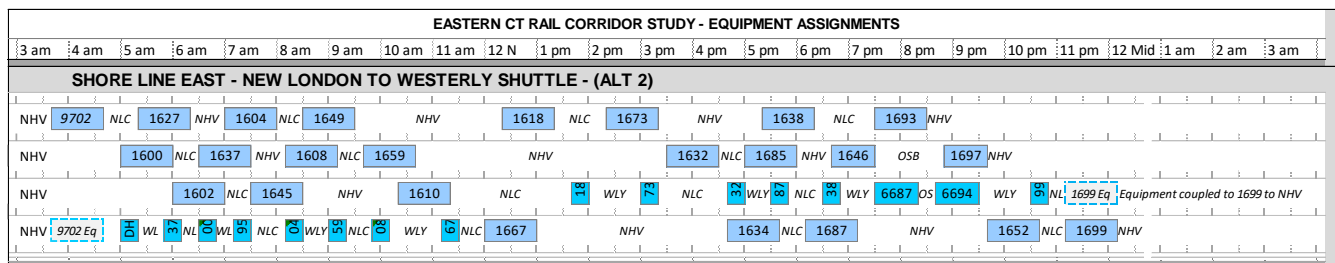 EASTERN CT RAIL CORRIDOR STUDY - EQUIPMENT ASSIGNMENTS
3 am 4 am 5 am 6 am 7 am 8 am 9 am 10 am 11 am 12 N 1 pm 2 pm 3 pm 4 pm 5 pm 6 pm 7 pm 8 pm 9 pm 10 pm 11 pm 12 Mid 1 am 2 am 3 am
SHORE LINE EAST - NEW LONDON TO WESTERLY SHUTTLE - (ALT 2)
NHV 9702 NLC 1627 NHV 1604 NLC 1649 NHV 1618 NLC 1673 NHV 1638 NLC 1693 NHV
NHV 1600 NLC 1637 NHV 1608 NLC 1659 NHV 1632 NLC 1685 NHV 1646 OSB 1697 NHV
NHV 1602 NLC 1645 NHV 1610 NLC 18 WLY 73 NLC 32 WLY 87 NLC 38 WLY 6687 OS 6694 WLY 99 NL 1699 Eq Equipment coupled to 1699 to NHV
NHV 9702 Eq DH WL 37 NL 00 WL 95 NLC 04 WLY 59 NLC 08 WLY 67 NLC 1667 NHV 1634 NLC 1687 NHV 1652 NLC 1699 NHV